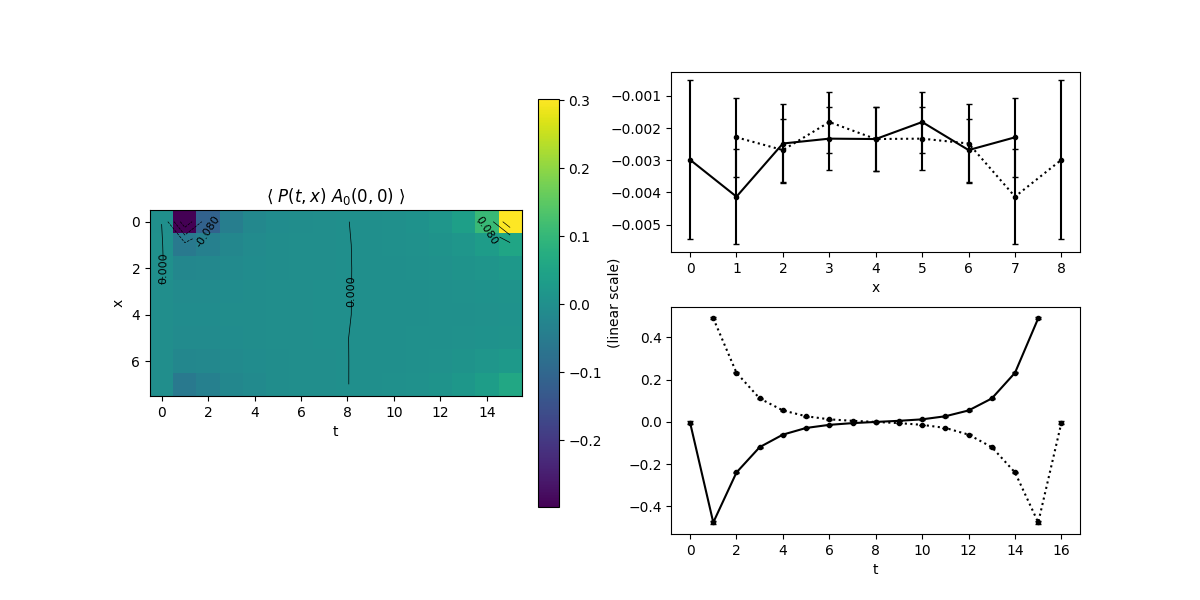 ⟨ P(t, x) A₀(0, 0) ⟩
0
2
4
6
x
0.000
-0.080
0.000
0.080
0 2 4 6 8 10 12 14
t
0.3
0.2
0.1
0.0
−0.1
−0.2
(linear scale)
−0.001
−0.002
−0.003
−0.004
−0.005
0 1 2 3 4 5 6 7 8
x
0.4
0.2
0.0
−0.2
−0.4
0 2 4 6 8 10 12 14 16
t